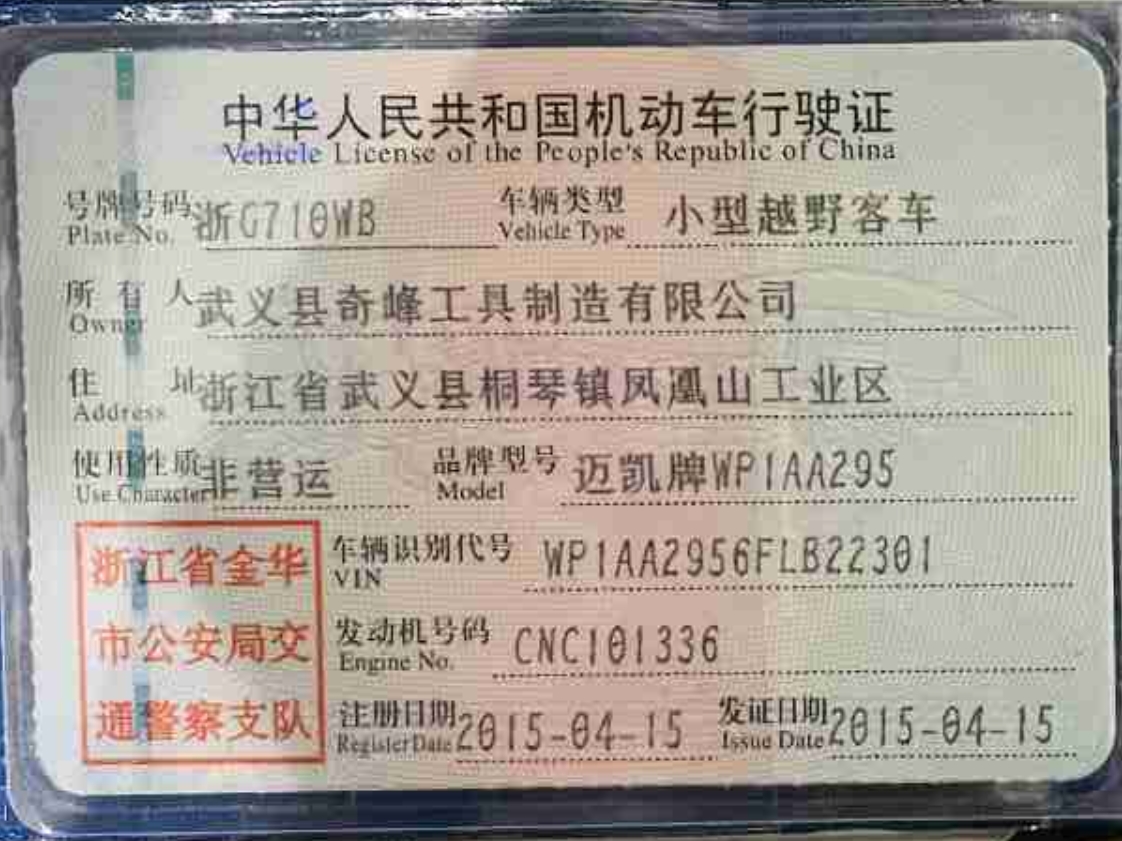 中华人民共和国机动车行驶证
Vehicle License of the People's Republic of China
号牌号码 浙G710WB 车辆类型 小型越野客车
Plate No. Vehicle Type
所有人 武义县奇峰工具制造有限公司
Owner
住址 浙江省武义县桐琴镇凤凰山工业区
Address
使用性质 非营运 品牌型号 迈凯牌WP1AA295
Use Character Model
浙江省金华
市公安局交
通警察支队
车辆识别代号 WP1AA2956FLB22301
VIN
发动机号码 CNC101336
Engine No.
注册日期 2015-04-15 发证日期 2015-04-15
Register Date Issue Date